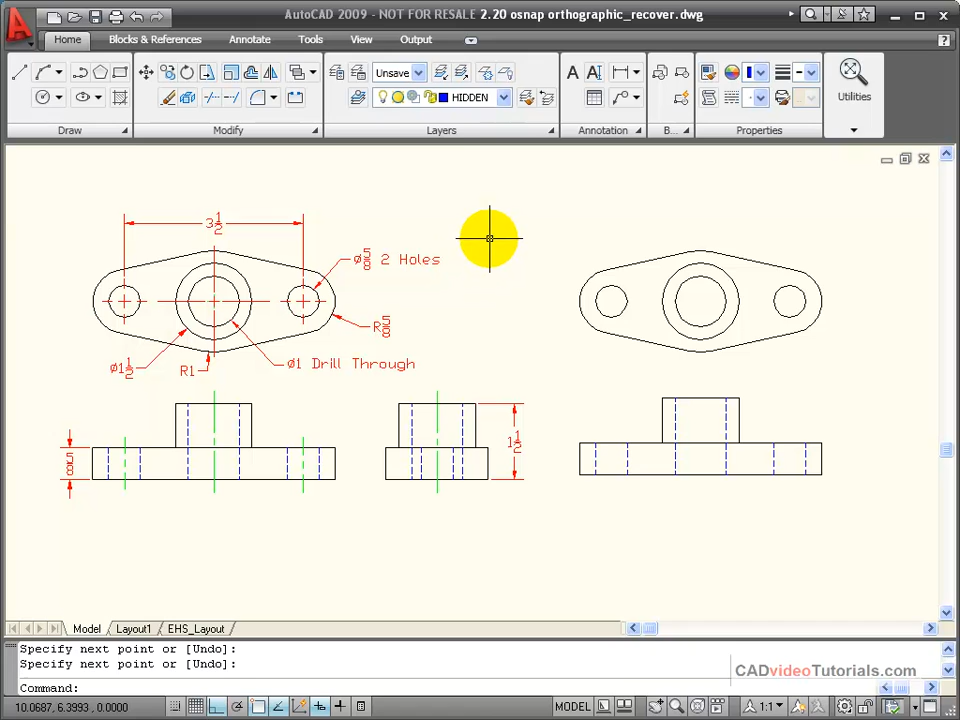 AutoCAD 2009 - NOT FOR RESALE 2.20 osnap orthographic_recover.dwg
Home Blocks & References Annotate Tools View Output
Unsave
A A
HIDDEN
Utilities
Draw Modify Layers Annotation B... Properties
3 1/2
ø5/8 2 Holes
R5/8
ø1 1/2
R1
ø1 Drill Through
5/8
1 1/2
Model Layout1 EHS_Layout
Specify next point or [Undo]:
Specify next point or [Undo]:
Command:
CADvideoTutorials.com
10.0687, 6.3993, 0.0000
MODEL
1:1